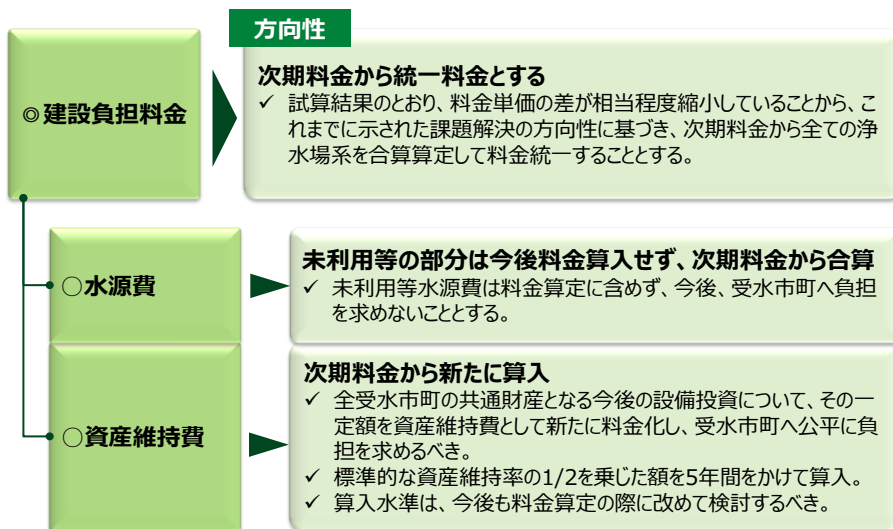 方向性
◎建設負担料金
次期料金から統一料金とする
✓ 試算結果のとおり、料金単価の差が相当程度縮小していることから、こ
れまでに示された課題解決の方向性に基づき、次期料金から全ての浄
水場系を合算算定して料金統一することとする。
○水源費
未利用等の部分は今後料金算入せず、次期料金から合算
✓ 未利用等水源費は料金算定に含めず、今後、受水市町へ負担
を求めないこととする。
○資産維持費
次期料金から新たに算入
✓ 全受水市町の共通財産となる今後の設備投資について、その一
定額を資産維持費として新たに料金化し、受水市町へ公平に負
担を求めるべき。
✓ 標準的な資産維持率の1/2を乗じた額を5年間をかけて算入。
✓ 算入水準は、今後も料金算定の際に改めて検討するべき。